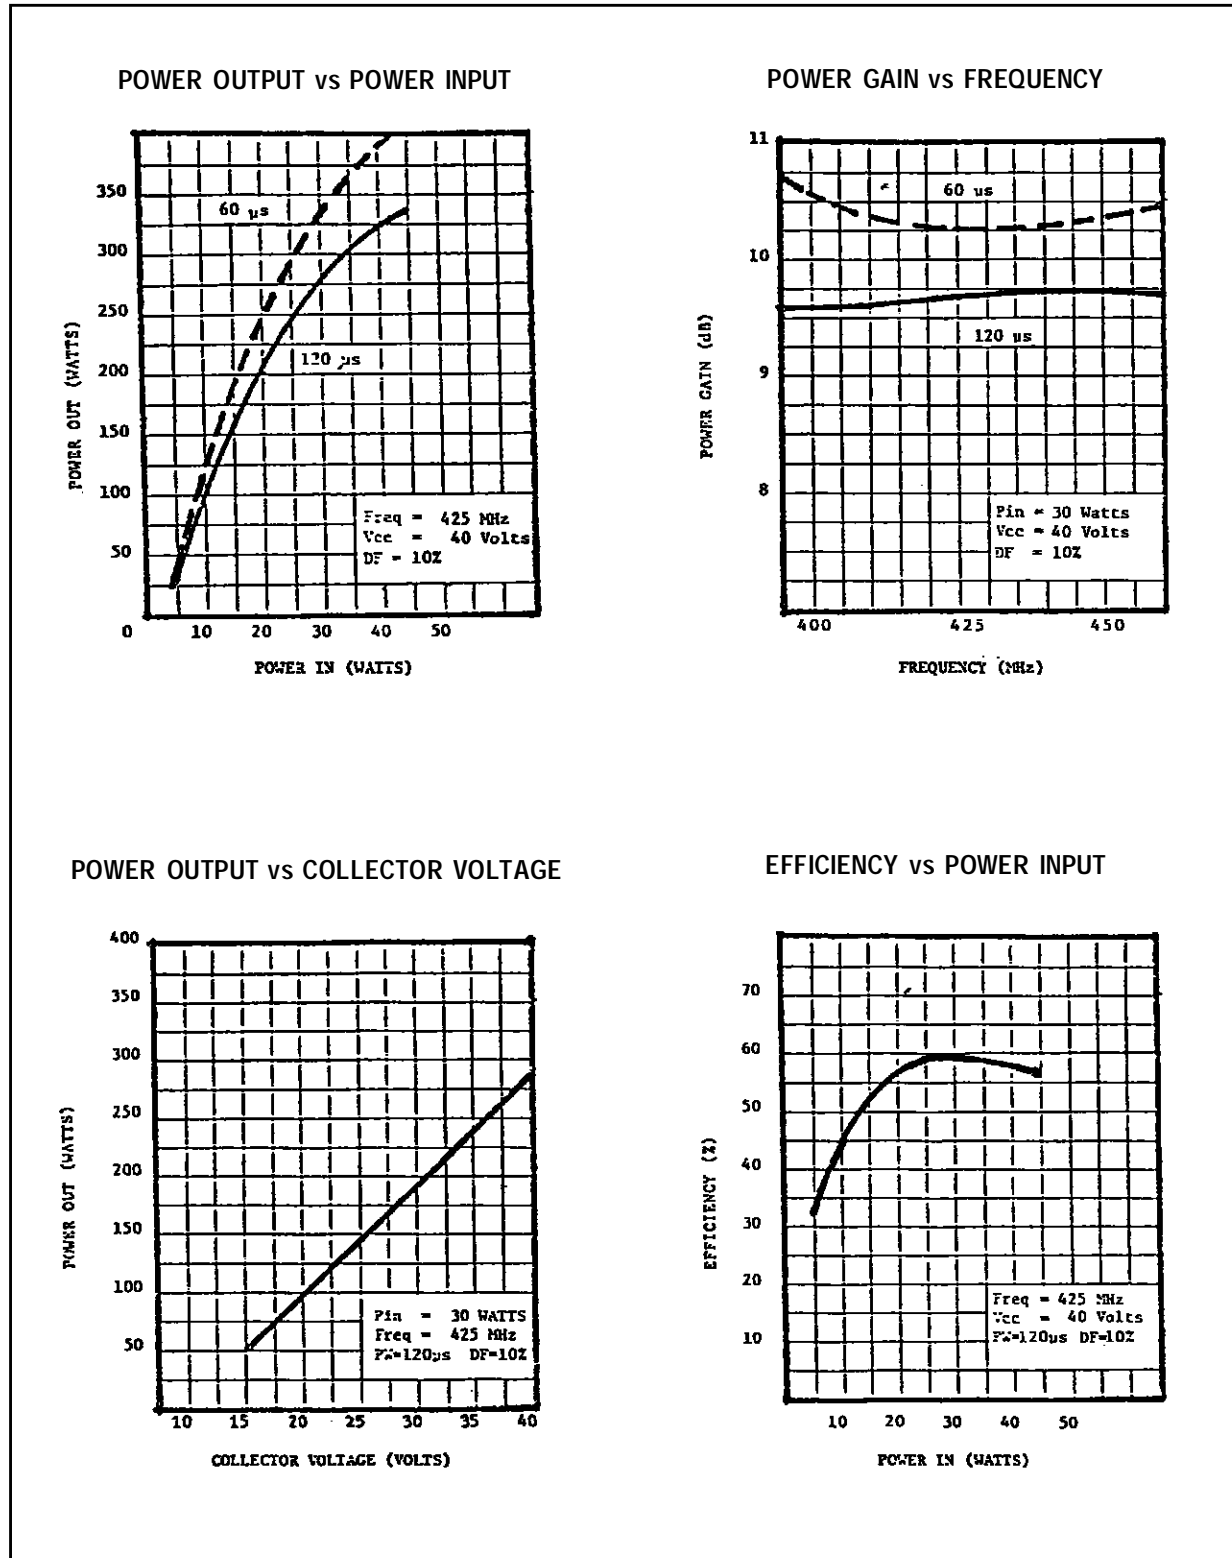 POWER OUTPUT vs POWER INPUT
350
300
250
200
150
100
50
0 10 20 30 40 50
POWER OUT (WATTS)
60 µs
120 µs
Freq = 425 MHz
Vcc = 40 Volts
DF = 10%
POWER IN (WATTS)
POWER GAIN vs FREQUENCY
11
10
9
8
POWER GAIN (dB)
60 us
120 us
Pin = 30 Watts
Vcc = 40 Volts
DF = 10%
400 425 450
FREQUENCY (MHz)
POWER OUTPUT vs COLLECTOR VOLTAGE
400
350
300
250
200
150
100
50
POWER OUT (WATTS)
Pin = 30 WATTS
Freq = 425 MHz
PW=120µs DF=10%
10 15 20 25 30 35 40
COLLECTOR VOLTAGE (VOLTS)
EFFICIENCY vs POWER INPUT
70
60
50
40
30
20
10
EFFICIENCY (%)
Freq = 425 MHz
Vcc = 40 Volts
PW=120µs DF=10%
10 20 30 40 50
POWER IN (WATTS)